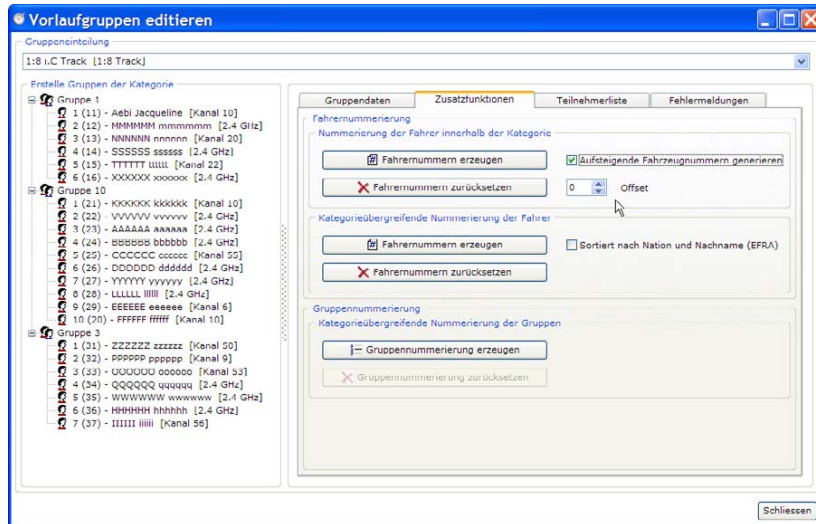 Vorlaufgruppen editieren
Gruppeneinteilung
1:8 I.C Track [1:8 Track]
Erstelle Gruppen der Kategorie
Gruppe 1
1 (11) - Aebi Jacqueline [Kanal 10]
2 (12) - MMMMMM mmmmmm [2.4 GHz]
3 (13) - NNNNNN nnnnnn [Kanal 20]
4 (14) - SSSSSS ssssss [2.4 GHz]
5 (15) - TTTTTT tttttt [Kanal 22]
6 (16) - XXXXXX xxxxxx [2.4 GHz]
Gruppe 10
1 (21) - KKKKKK kkkkkk [Kanal 10]
2 (22) - VVVVVV vvvvvv [2.4 GHz]
3 (23) - AAAAAA aaaaaa [2.4 GHz]
4 (24) - BBBBBB bbbbbb [2.4 GHz]
5 (25) - CCCCCC cccccc [Kanal 55]
6 (26) - DDDDDD dddddd [2.4 GHz]
7 (27) - YYYYYY yyyyyy [2.4 GHz]
8 (28) - LLLLLL llllll [2.4 GHz]
9 (29) - EEEEEE eeeeee [Kanal 6]
10 (20) - FFFFFF ffffff [Kanal 10]
Gruppe 3
1 (31) - ZZZZZZ zzzzzz [Kanal 50]
2 (32) - PPPPPP pppppp [Kanal 9]
3 (33) - OOOOOO oooooo [Kanal 53]
4 (34) - QQQQQQ qqqqqq [2.4 GHz]
5 (35) - WWWWWW wwwwww [2.4 GHz]
6 (36) - HHHHHH hhhhhh [2.4 GHz]
7 (37) - IIIIII iiiiii [Kanal 56]
Gruppendaten
Zusatzfunktionen
Teilnehmerliste
Fehlermeldungen
Fahrernummerierung
Nummerierung der Fahrer innerhalb der Kategorie
Fahrernummern erzeugen
Aufsteigende Fahrzeugnummern generieren
Fahrernummern zurücksetzen
0
Offset
Kategorieübergreifende Nummerierung der Fahrer
Fahrernummern erzeugen
Sortiert nach Nation und Nachname (EFRA)
Fahrernummern zurücksetzen
Gruppennummerierung
Kategorieübergreifende Nummerierung der Gruppen
Gruppennummerierung erzeugen
Gruppennummerierung zurücksetzen
Schliessen